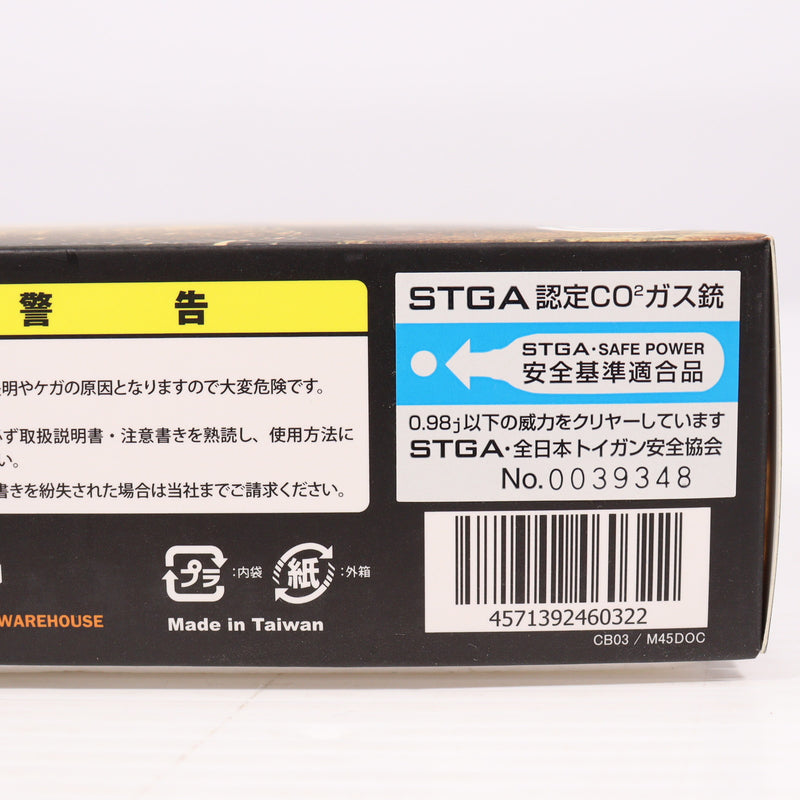 警告
明やケガの原因となりますので大変危険です。
ず取扱説明書・注意書きを熟読し、使用方法に
い。
書きを紛失された場合は当社までご請求ください。
プラ :内袋 紙 :外箱
WAREHOUSE
Made in Taiwan
STGA 認定CO²ガス銃
STGA・SAFE POWER
安全基準適合品
0.98j以下の威力をクリヤーしています
STGA・全日本トイガン安全協会
No.0039348
4571392460322
CB03 / M45DOC